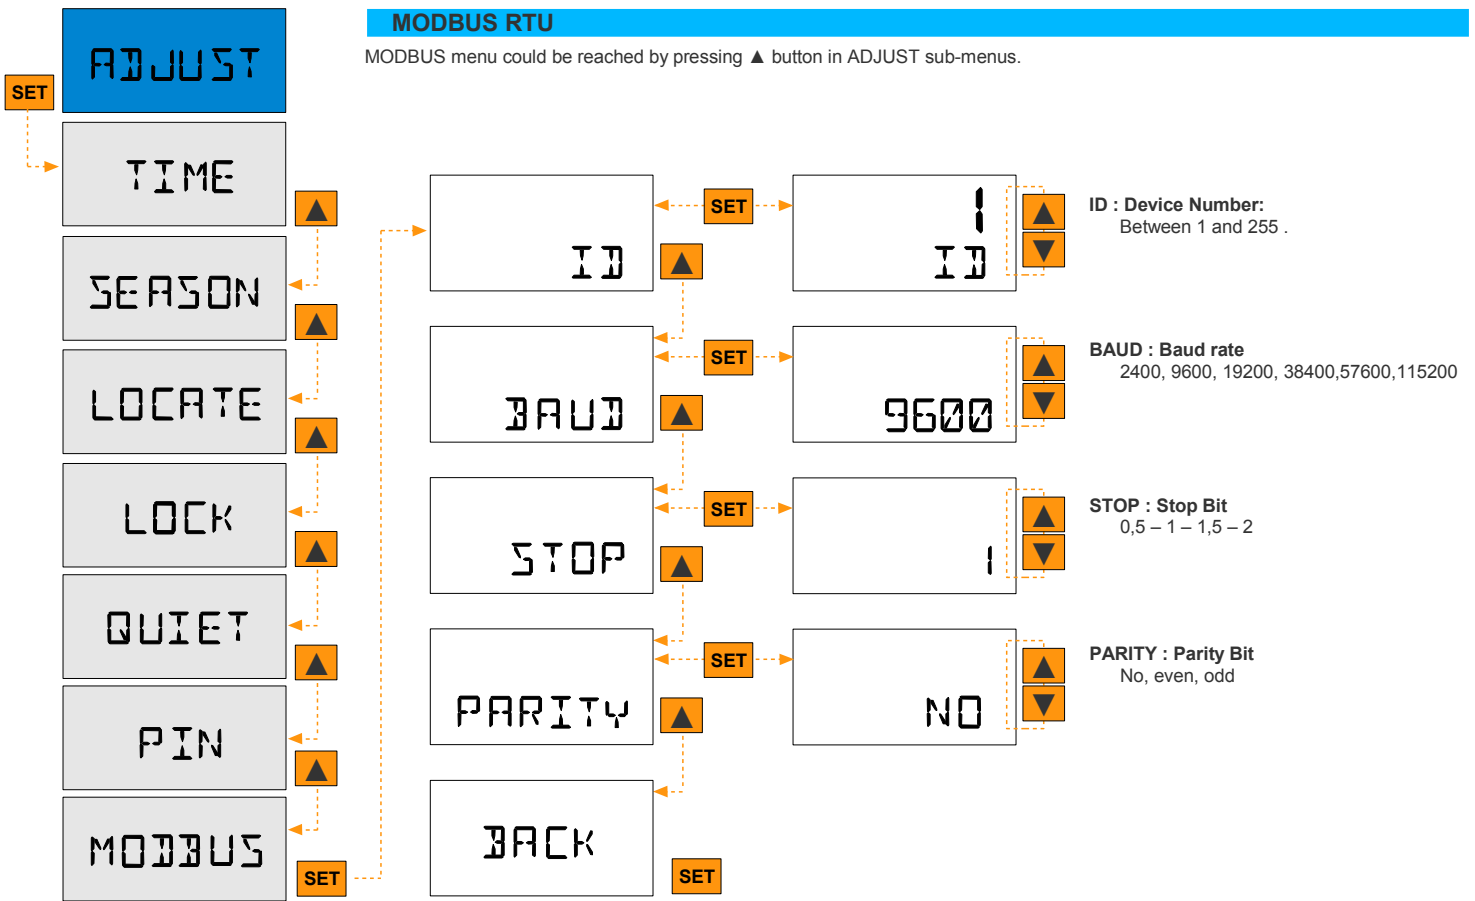 ADJUST
SET
TIME
▲
SEASON
▲
LOCATE
▲
LOCK
▲
QUIET
▲
PIN
▲
MODBUS
SET
MODBUS RTU
MODBUS menu could be reached by pressing ▲ button in ADJUST sub-menus.
ID
SET
1
ID
▲
▲
▼
ID : Device Number:
Between 1 and 255 .
BAUD
SET
9600
▲
▲
▼
BAUD : Baud rate
2400, 9600, 19200, 38400,57600,115200
STOP
SET
1
▲
▲
▼
STOP : Stop Bit
0,5 – 1 – 1,5 – 2
PARITY
SET
NO
▲
▲
▼
PARITY : Parity Bit
No, even, odd
BACK
SET